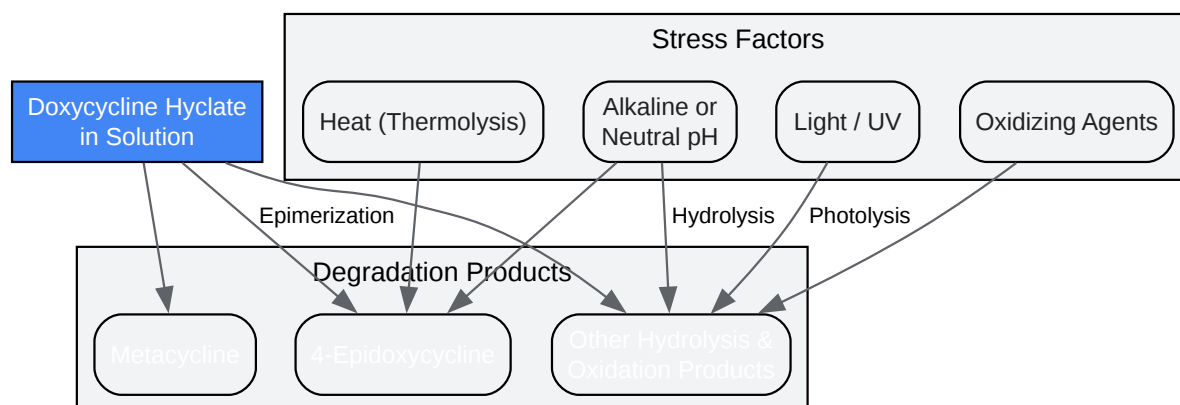 Stress Factors
Doxycycline Hyclate
in Solution
Heat (Thermolysis)
Alkaline or
Neutral pH
Light / UV
Oxidizing Agents
Epimerization
Hydrolysis
Photolysis
Degradation Products
Metacycline
4-Epidoxycycline
Other Hydrolysis &
Oxidation Products